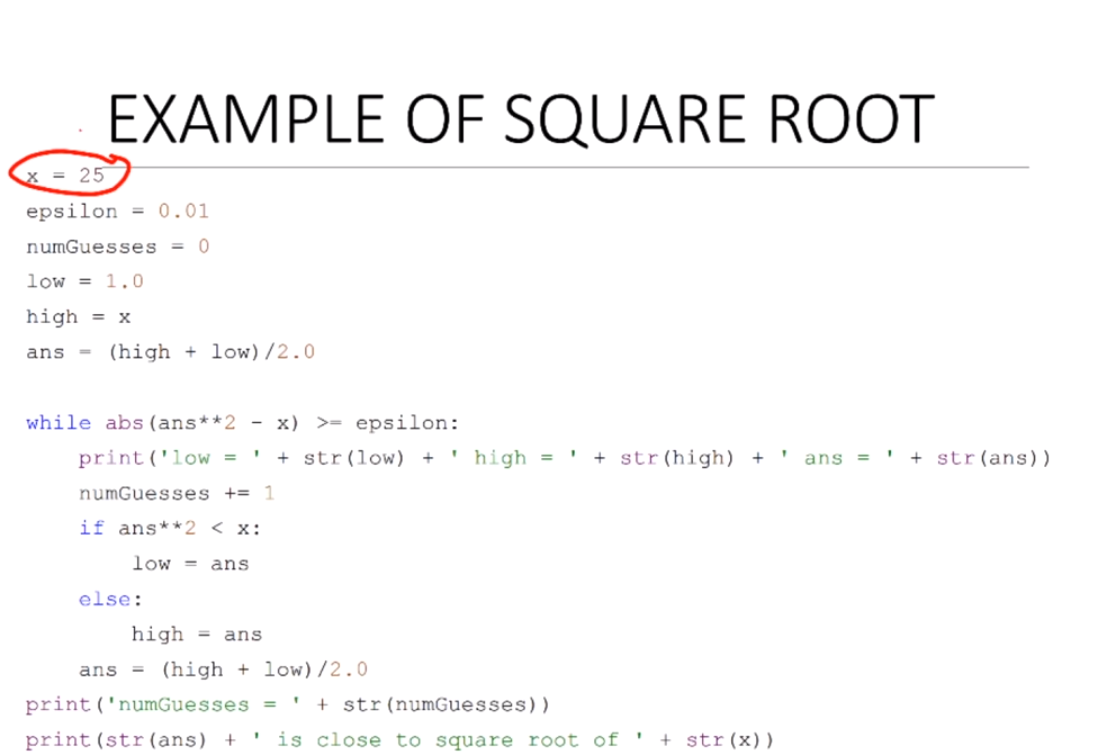 EXAMPLE OF SQUARE ROOT
x = 25
epsilon = 0.01
numGuesses = 0
low = 1.0
high = x
ans = (high + low)/2.0
while abs(ans**2 - x) >= epsilon:
    print('low = ' + str(low) + ' high = ' + str(high) + ' ans = ' + str(ans))
    numGuesses += 1
    if ans**2 < x:
        low = ans
    else:
        high = ans
    ans = (high + low)/2.0
print('numGuesses = ' + str(numGuesses))
print(str(ans) + ' is close to square root of ' + str(x))